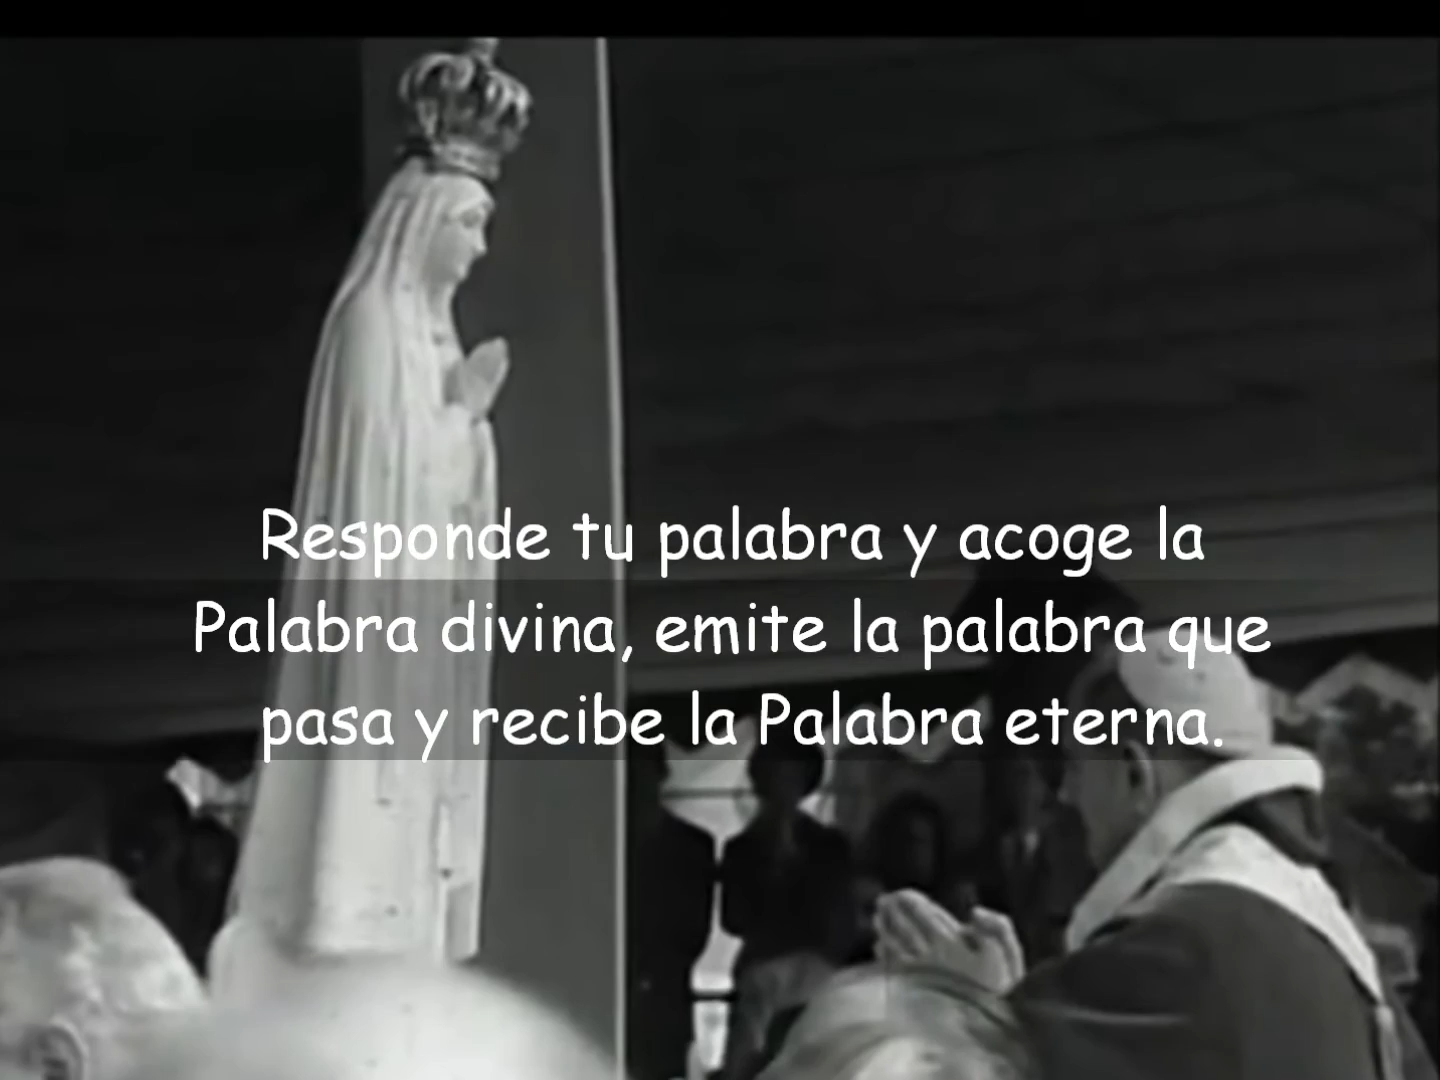 Responde tu palabra y acoge la
Palabra divina, emite la palabra que
pasa y recibe la Palabra eterna.